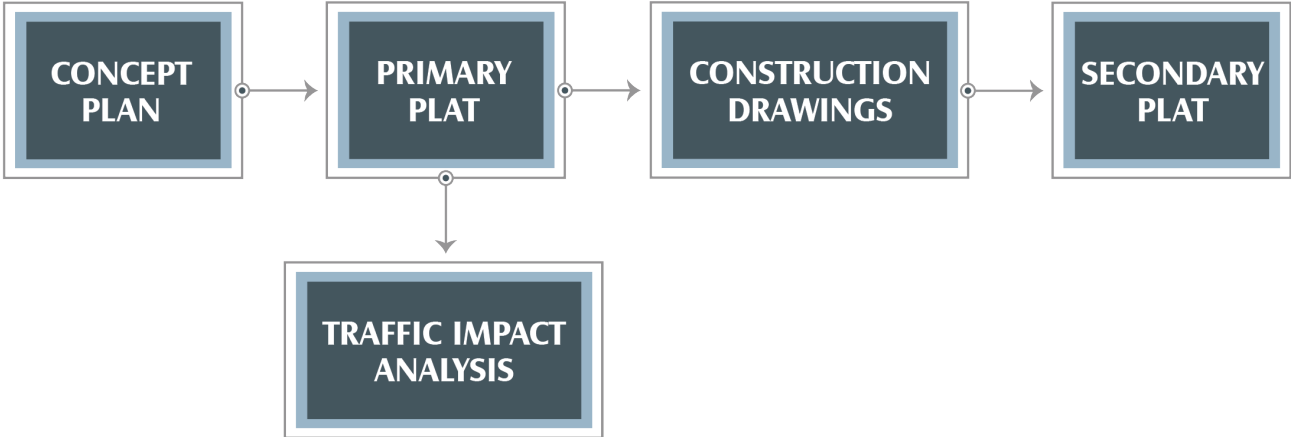 CONCEPT
PLAN
PRIMARY
PLAT
CONSTRUCTION
DRAWINGS
SECONDARY
PLAT
TRAFFIC IMPACT
ANALYSIS